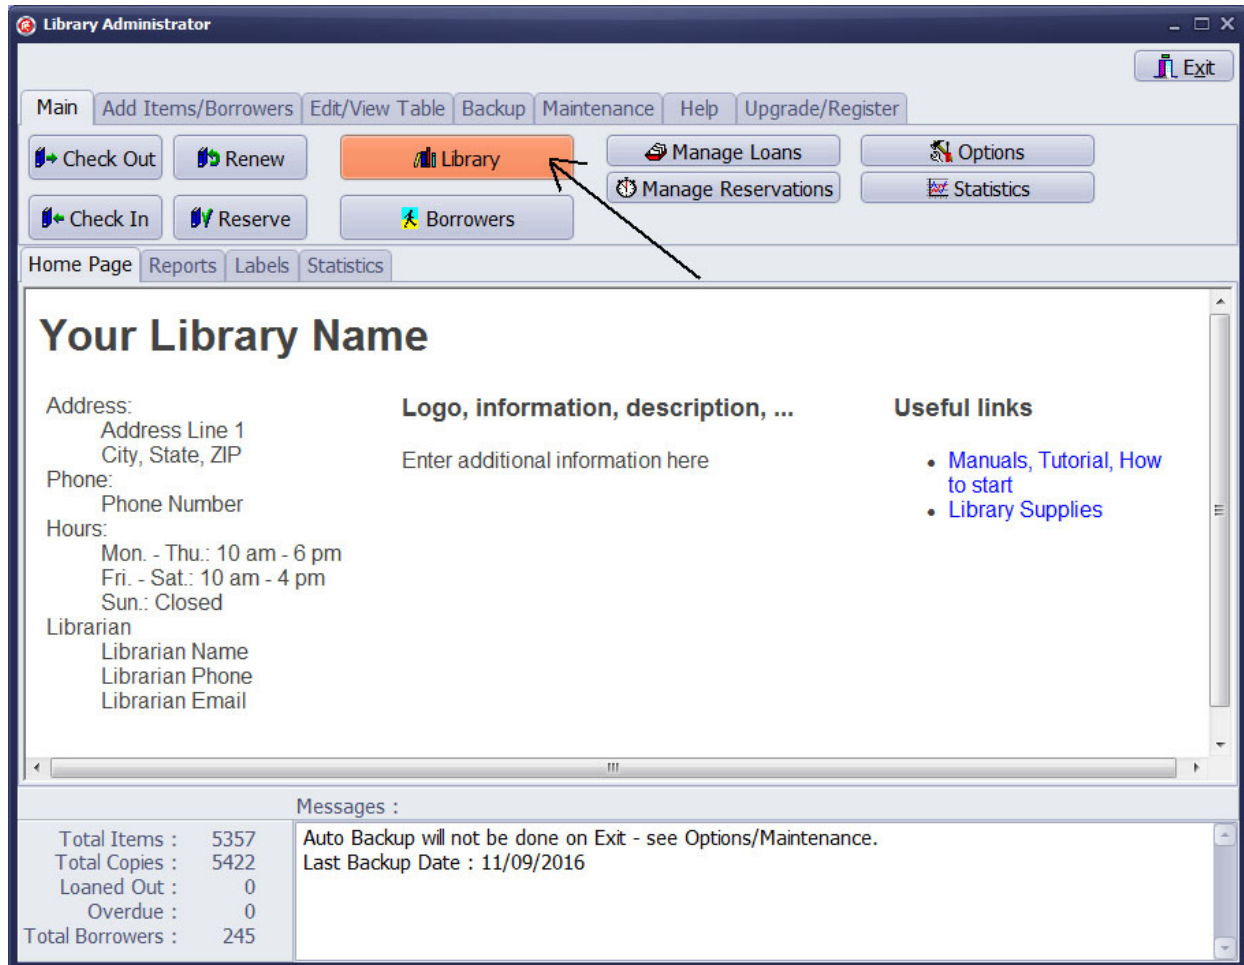 Library Administrator
Exit
Main Add Items/Borrowers Edit/View Table Backup Maintenance Help Upgrade/Register
Check Out Renew Library Manage Loans Options
Manage Reservations Statistics
Check In Reserve Borrowers
Home Page Reports Labels Statistics
Your Library Name
Address:
Address Line 1
City, State, ZIP
Phone:
Phone Number
Hours:
Mon. - Thu.: 10 am - 6 pm
Fri. - Sat.: 10 am - 4 pm
Sun.: Closed
Librarian
Librarian Name
Librarian Phone
Librarian Email
Logo, information, description, ...
Enter additional information here
Useful links
• Manuals, Tutorial, How
to start
• Library Supplies
Messages :
Total Items : 5357
Total Copies : 5422
Loaned Out : 0
Overdue : 0
Total Borrowers : 245
Auto Backup will not be done on Exit - see Options/Maintenance.
Last Backup Date : 11/09/2016